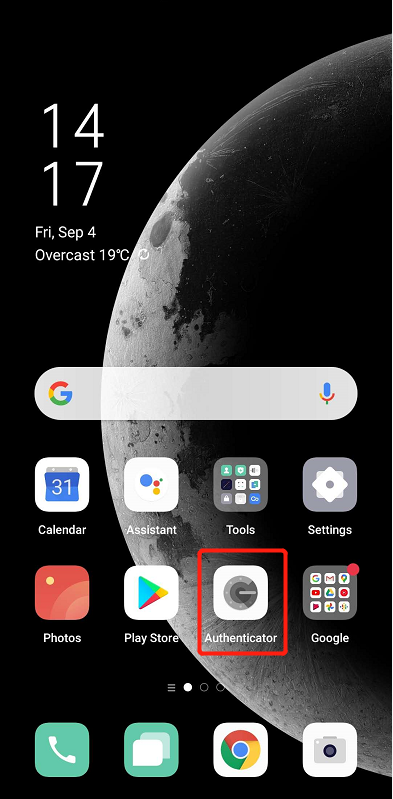 14
17
Fri, Sep 4
Overcast 19℃
31
Calendar
Assistant
Tools
Settings
Photos
Play Store
Authenticator
Google